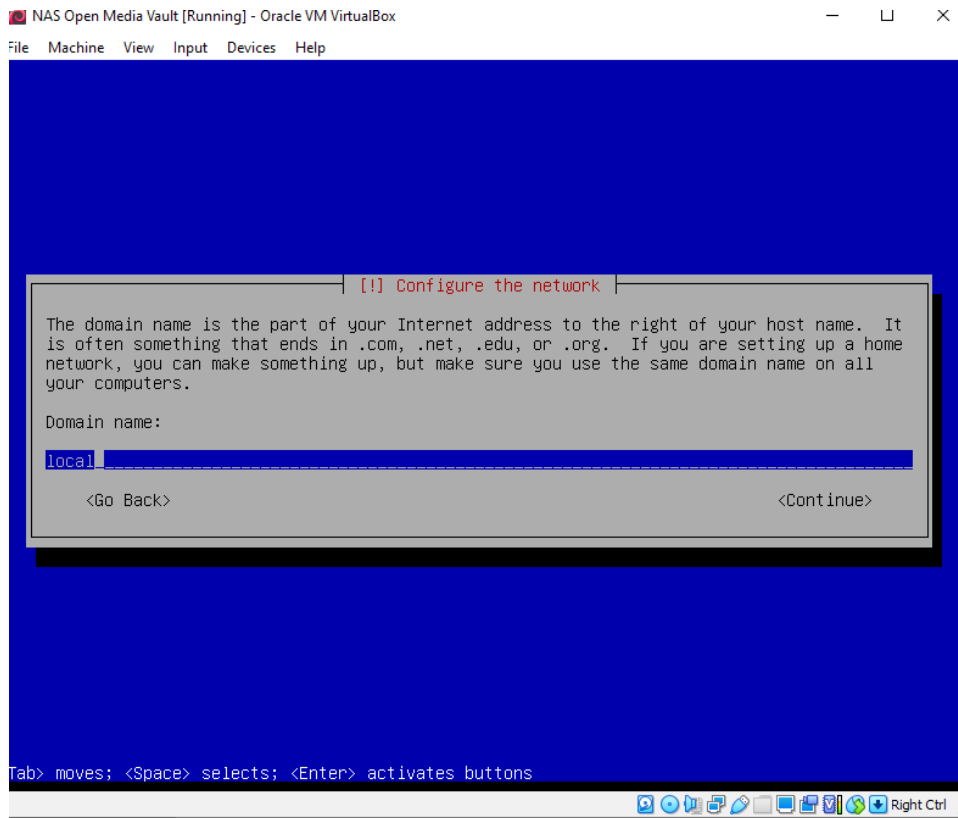 NAS Open Media Vault [Running] - Oracle VM VirtualBox
File Machine View Input Devices Help
[!] Configure the network
The domain name is the part of your Internet address to the right of your host name. It
is often something that ends in .com, .net, .edu, or .org. If you are setting up a home
network, you can make something up, but make sure you use the same domain name on all
your computers.
Domain name:
local
<Go Back> <Continue>
Tab> moves; <Space> selects; <Enter> activates buttons
Right Ctrl